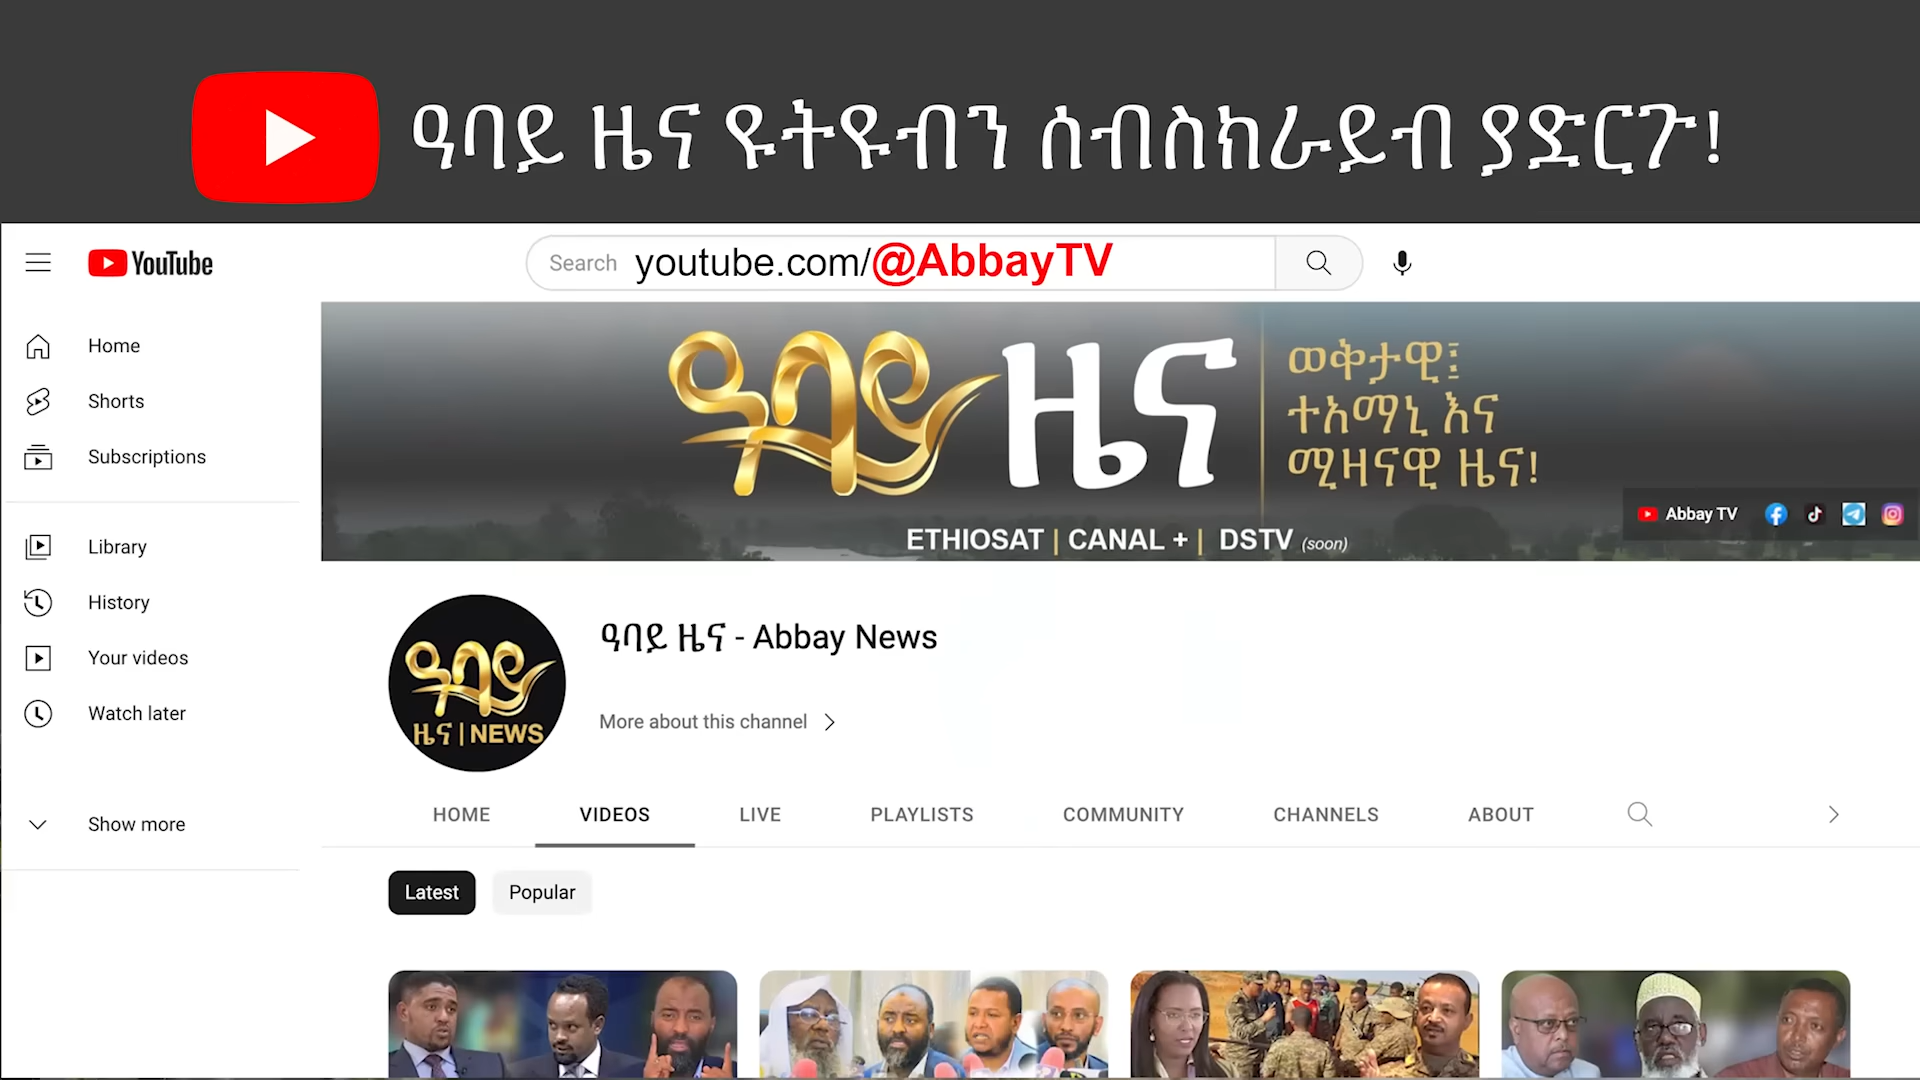 ዓባይ ዜና ዩትዩብን ሰብስክራይብ ያድርጉ!
YouTube
Search youtube.com/@AbbayTV
Home
Shorts
Subscriptions
Library
History
Your videos
Watch later
Show more
ዓባይ ዜና
ወቅታዊ፤
ተአማኒ እና
ሚዛናዊ ዜና!
ETHIOSAT | CANAL + | DSTV (soon)
Abbay TV
ዓባይ
ዜና | NEWS
ዓባይ ዜና - Abbay News
More about this channel
HOME VIDEOS LIVE PLAYLISTS COMMUNITY CHANNELS ABOUT
Latest Popular